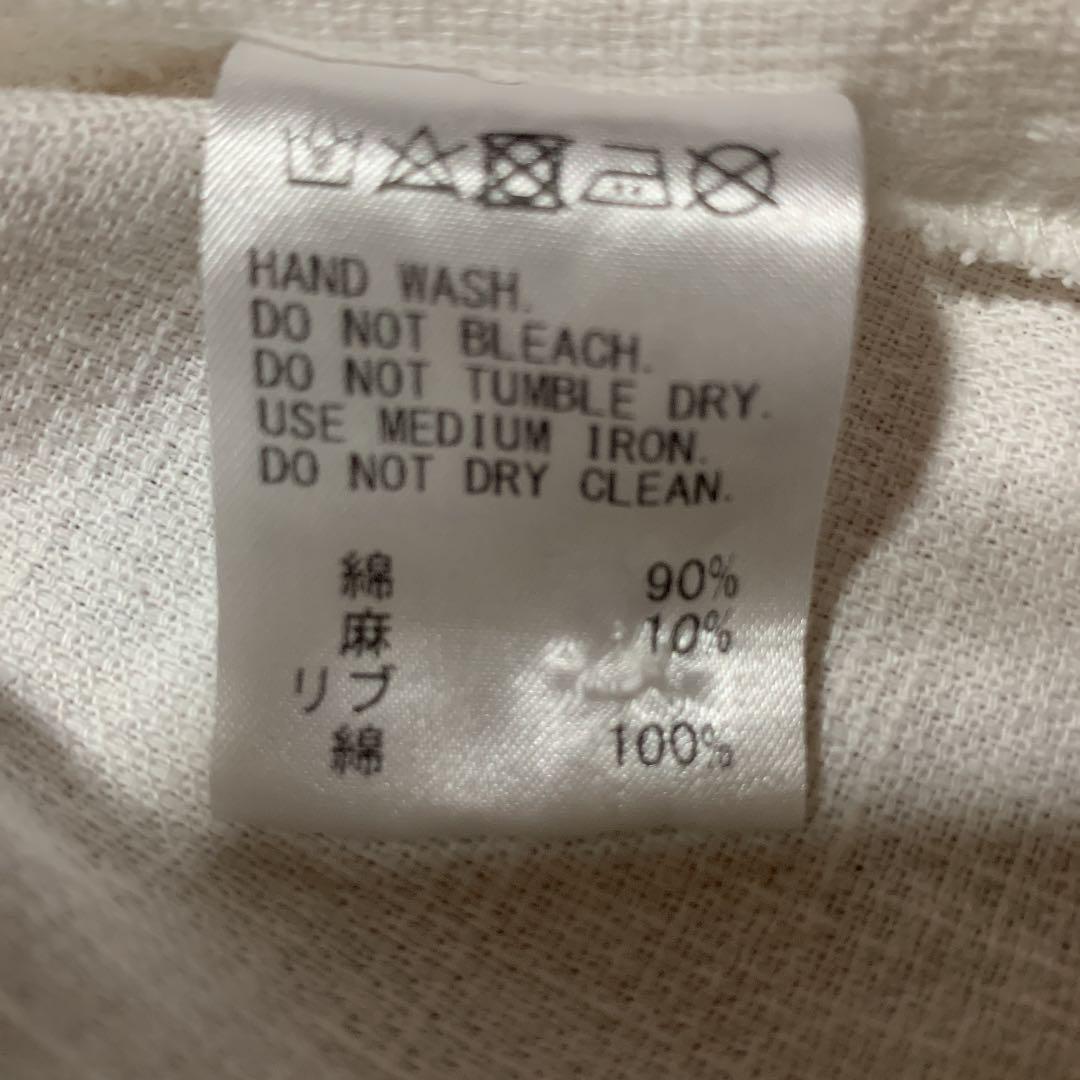 HAND WASH.
DO NOT BLEACH.
DO NOT TUMBLE DRY.
USE MEDIUM IRON.
DO NOT DRY CLEAN.
綿 90%
麻 10%
リブ
綿 100%